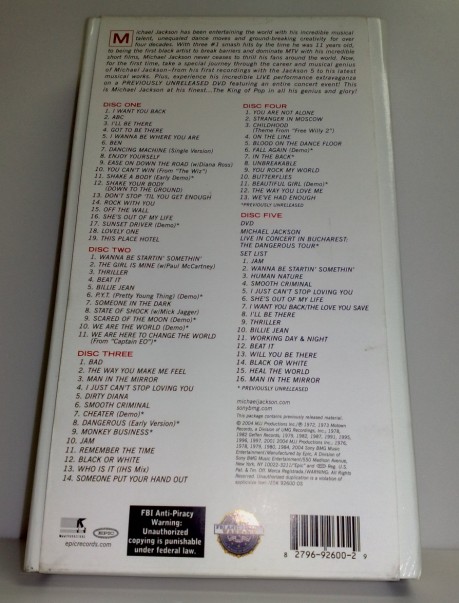 Michael Jackson has been entertaining the world with his incredible musical
talent, unequaled dance moves and ground-breaking creativity for over
four decades. With three #1 smash hits by the time he was 11 years old,
to being the first black artist to break barriers and dominate MTV with his incredible
short films, Michael Jackson never ceases to thrill his fans around the world. Now,
for the first time, take a special journey through the career and musical genius
of Michael Jackson—from his first recordings with the Jackson 5 to his latest
musical works. Plus, experience his incredible LIVE performance extravaganza
on a PREVIOUSLY UNRELEASED DVD featuring an entire concert event! This
is Michael Jackson at his finest...The King of Pop in all his genius and glory!
DISC ONE
1. I WANT YOU BACK
2. ABC
3. I'LL BE THERE
4. GOT TO BE THERE
5. I WANNA BE WHERE YOU ARE
6. BEN
7. DANCING MACHINE (Single Version)
8. ENJOY YOURSELF
9. EASE ON DOWN THE ROAD (w/Diana Ross)
10. YOU CAN'T WIN (From "The Wiz")
11. SHAKE A BODY (Early Demo)*
12. SHAKE YOUR BODY
(DOWN TO THE GROUND)
13. DON'T STOP 'TIL YOU GET ENOUGH
14. ROCK WITH YOU
15. OFF THE WALL
16. SHE'S OUT OF MY LIFE
17. SUNSET DRIVER (Demo)*
18. LOVELY ONE
19. THIS PLACE HOTEL
DISC TWO
1. WANNA BE STARTIN' SOMETHIN'
2. THE GIRL IS MINE (w/Paul McCartney)
3. THRILLER
4. BEAT IT
5. BILLIE JEAN
6. P.Y.T. (Pretty Young Thing) (Demo)*
7. SOMEONE IN THE DARK
8. STATE OF SHOCK (w/Mick Jagger)
9. SCARED OF THE MOON (Demo)*
10. WE ARE THE WORLD (Demo)*
11. WE ARE HERE TO CHANGE THE WORLD
(From "Captain EO")*
DISC THREE
1. BAD
2. THE WAY YOU MAKE ME FEEL
3. MAN IN THE MIRROR
4. I JUST CAN'T STOP LOVING YOU
5. DIRTY DIANA
6. SMOOTH CRIMINAL
7. CHEATER (Demo)*
8. DANGEROUS (Early Version)*
9. MONKEY BUSINESS*
10. JAM
11. REMEMBER THE TIME
12. BLACK OR WHITE
13. WHO IS IT (IHS Mix)
14. SOMEONE PUT YOUR HAND OUT
DISC FOUR
1. YOU ARE NOT ALONE
2. STRANGER IN MOSCOW
3. CHILDHOOD
(Theme From "Free Willy 2")
4. ON THE LINE
5. BLOOD ON THE DANCE FLOOR
6. FALL AGAIN (Demo)*
7. IN THE BACK*
8. UNBREAKABLE
9. YOU ROCK MY WORLD
10. BUTTERFLIES
11. BEAUTIFUL GIRL (Demo)*
12. THE WAY YOU LOVE ME
13. WE'VE HAD ENOUGH
*PREVIOUSLY UNRELEASED
DISC FIVE
DVD
MICHAEL JACKSON
LIVE IN CONCERT IN BUCHAREST:
THE DANGEROUS TOUR*
SET LIST
1. JAM
2. WANNA BE STARTIN' SOMETHIN'
3. HUMAN NATURE
4. SMOOTH CRIMINAL
5. I JUST CAN'T STOP LOVING YOU
6. SHE'S OUT OF MY LIFE
7. I WANT YOU BACK/THE LOVE YOU SAVE
8. I'LL BE THERE
9. THRILLER
10. BILLIE JEAN
11. WORKING DAY & NIGHT
12. BEAT IT
13. WILL YOU BE THERE
14. BLACK OR WHITE
15. HEAL THE WORLD
16. MAN IN THE MIRROR
*PREVIOUSLY UNRELEASED
michaeljackson.com
sonybmg.com
This package contains previously released material.
© 2004 MJJ Productions Inc./℗ 1972, 1973 Motown
Records, a Division of UMG Recordings, Inc.,
epicrecords.com
FBI Anti-Piracy
Warning:
Unauthorized
copying is punishable
under federal law.
8 2796-92600-2 9